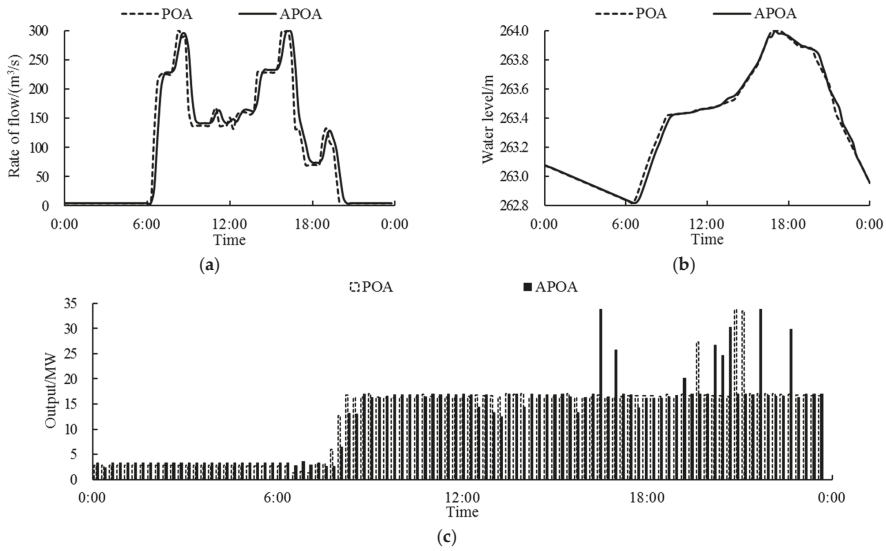 POA APOA
Rate of flow/(m³/s)
300
250
200
150
100
50
0
0:00 6:00 12:00 18:00 0:00
Time
(a)
POA APOA
Water level/m
264.0
263.8
263.6
263.4
263.2
263.0
262.8
0:00 6:00 12:00 18:00 0:00
Time
(b)
POA APOA
Output/MW
35
30
25
20
15
10
5
0
0:00 6:00 12:00 18:00 0:00
Time
(c)